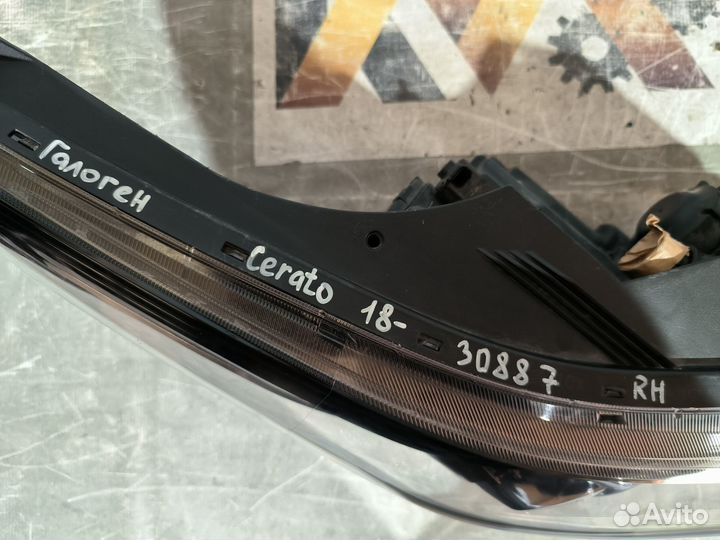 Галоген
Cerato 18-
30887
RH
Avito